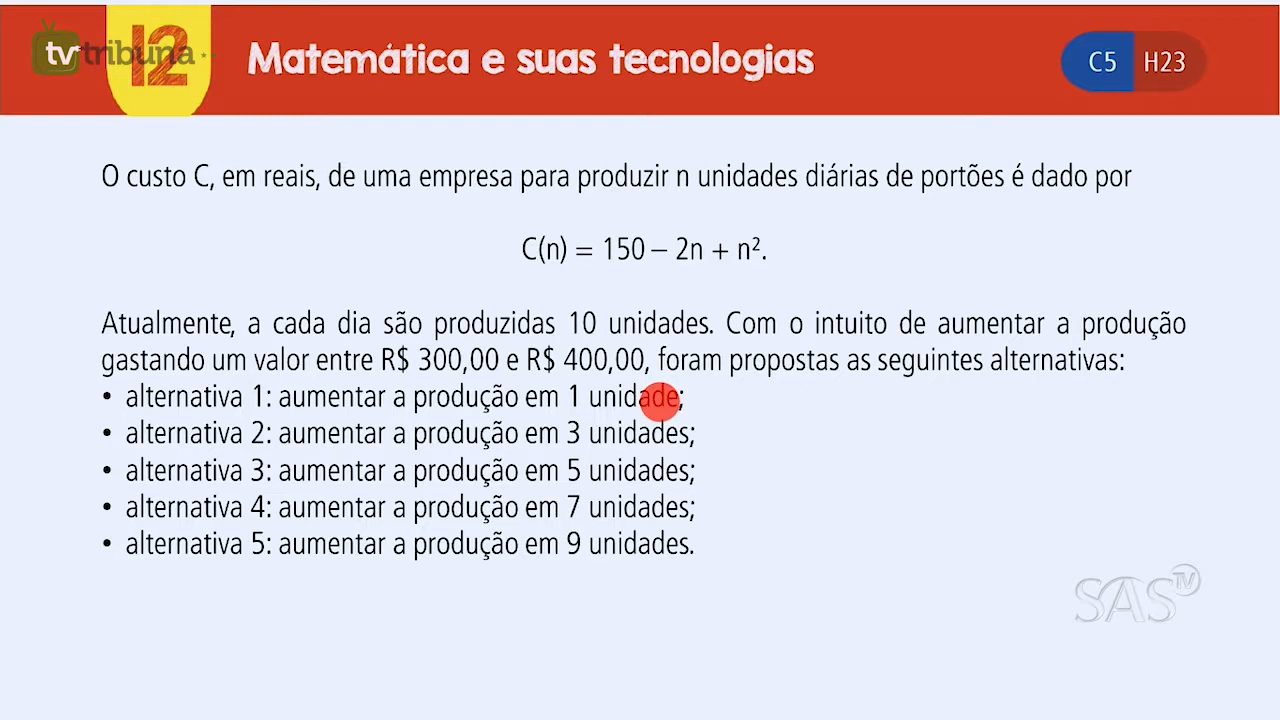 tv tribuna
12
Matemática e suas tecnologias
C5 H23
O custo C, em reais, de uma empresa para produzir n unidades diárias de portões é dado por
C(n) = 150 – 2n + n².
Atualmente, a cada dia são produzidas 10 unidades. Com o intuito de aumentar a produção
gastando um valor entre R$ 300,00 e R$ 400,00, foram propostas as seguintes alternativas:
• alternativa 1: aumentar a produção em 1 unidade;
• alternativa 2: aumentar a produção em 3 unidades;
• alternativa 3: aumentar a produção em 5 unidades;
• alternativa 4: aumentar a produção em 7 unidades;
• alternativa 5: aumentar a produção em 9 unidades.
SAS TV